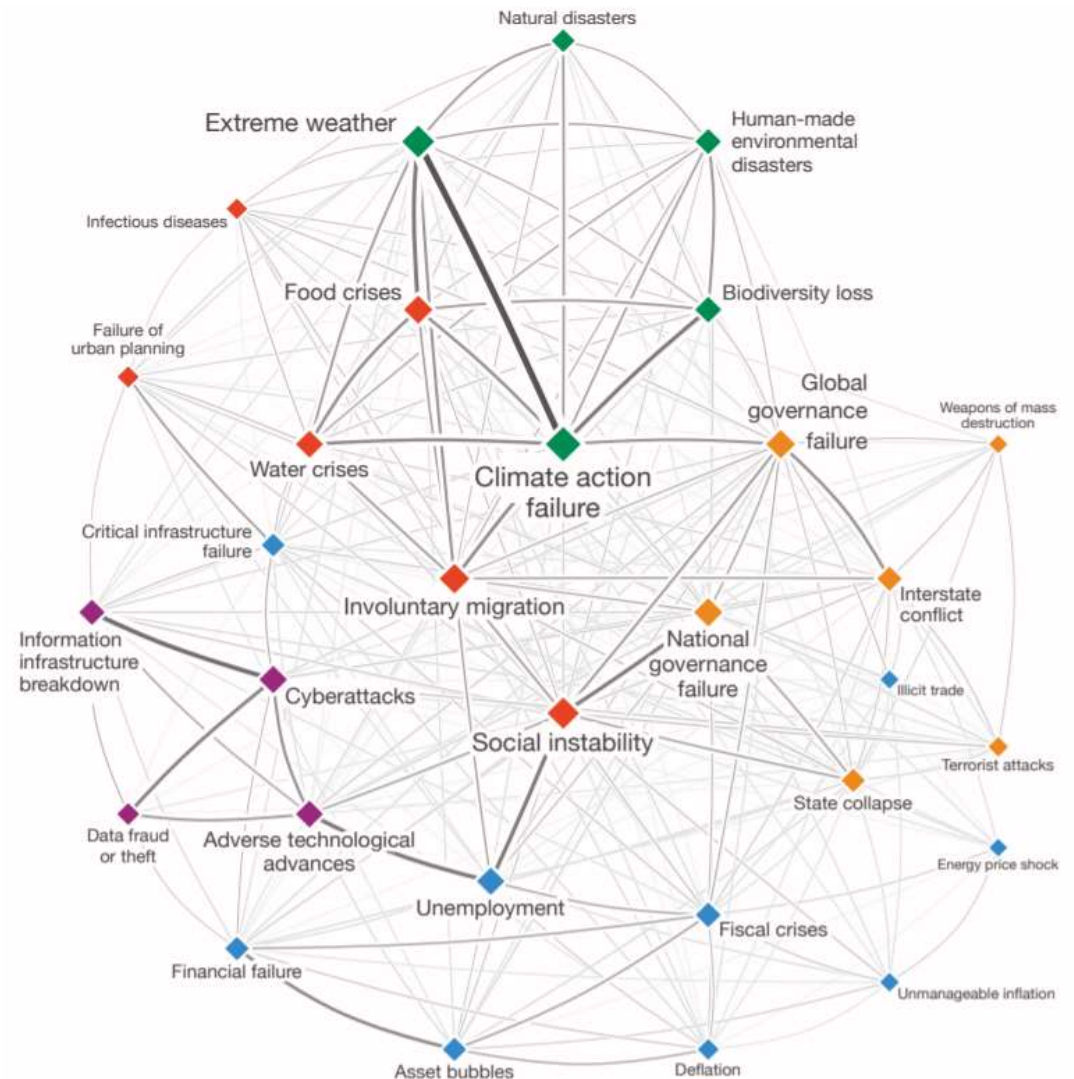 Natural disasters
Extreme weather
Human-made
environmental
disasters
Infectious diseases
Food crises
Biodiversity loss
Failure of
urban planning
Global
governance
failure
Weapons of mass
destruction
Water crises
Climate action
failure
Critical infrastructure
failure
Involuntary migration
Interstate
conflict
Information
infrastructure
breakdown
National
governance
failure
Cyberattacks
Illicit trade
Social instability
Terrorist attacks
State collapse
Data fraud
or theft
Adverse technological
advances
Energy price shock
Unemployment
Fiscal crises
Financial failure
Unmanageable inflation
Asset bubbles
Deflation